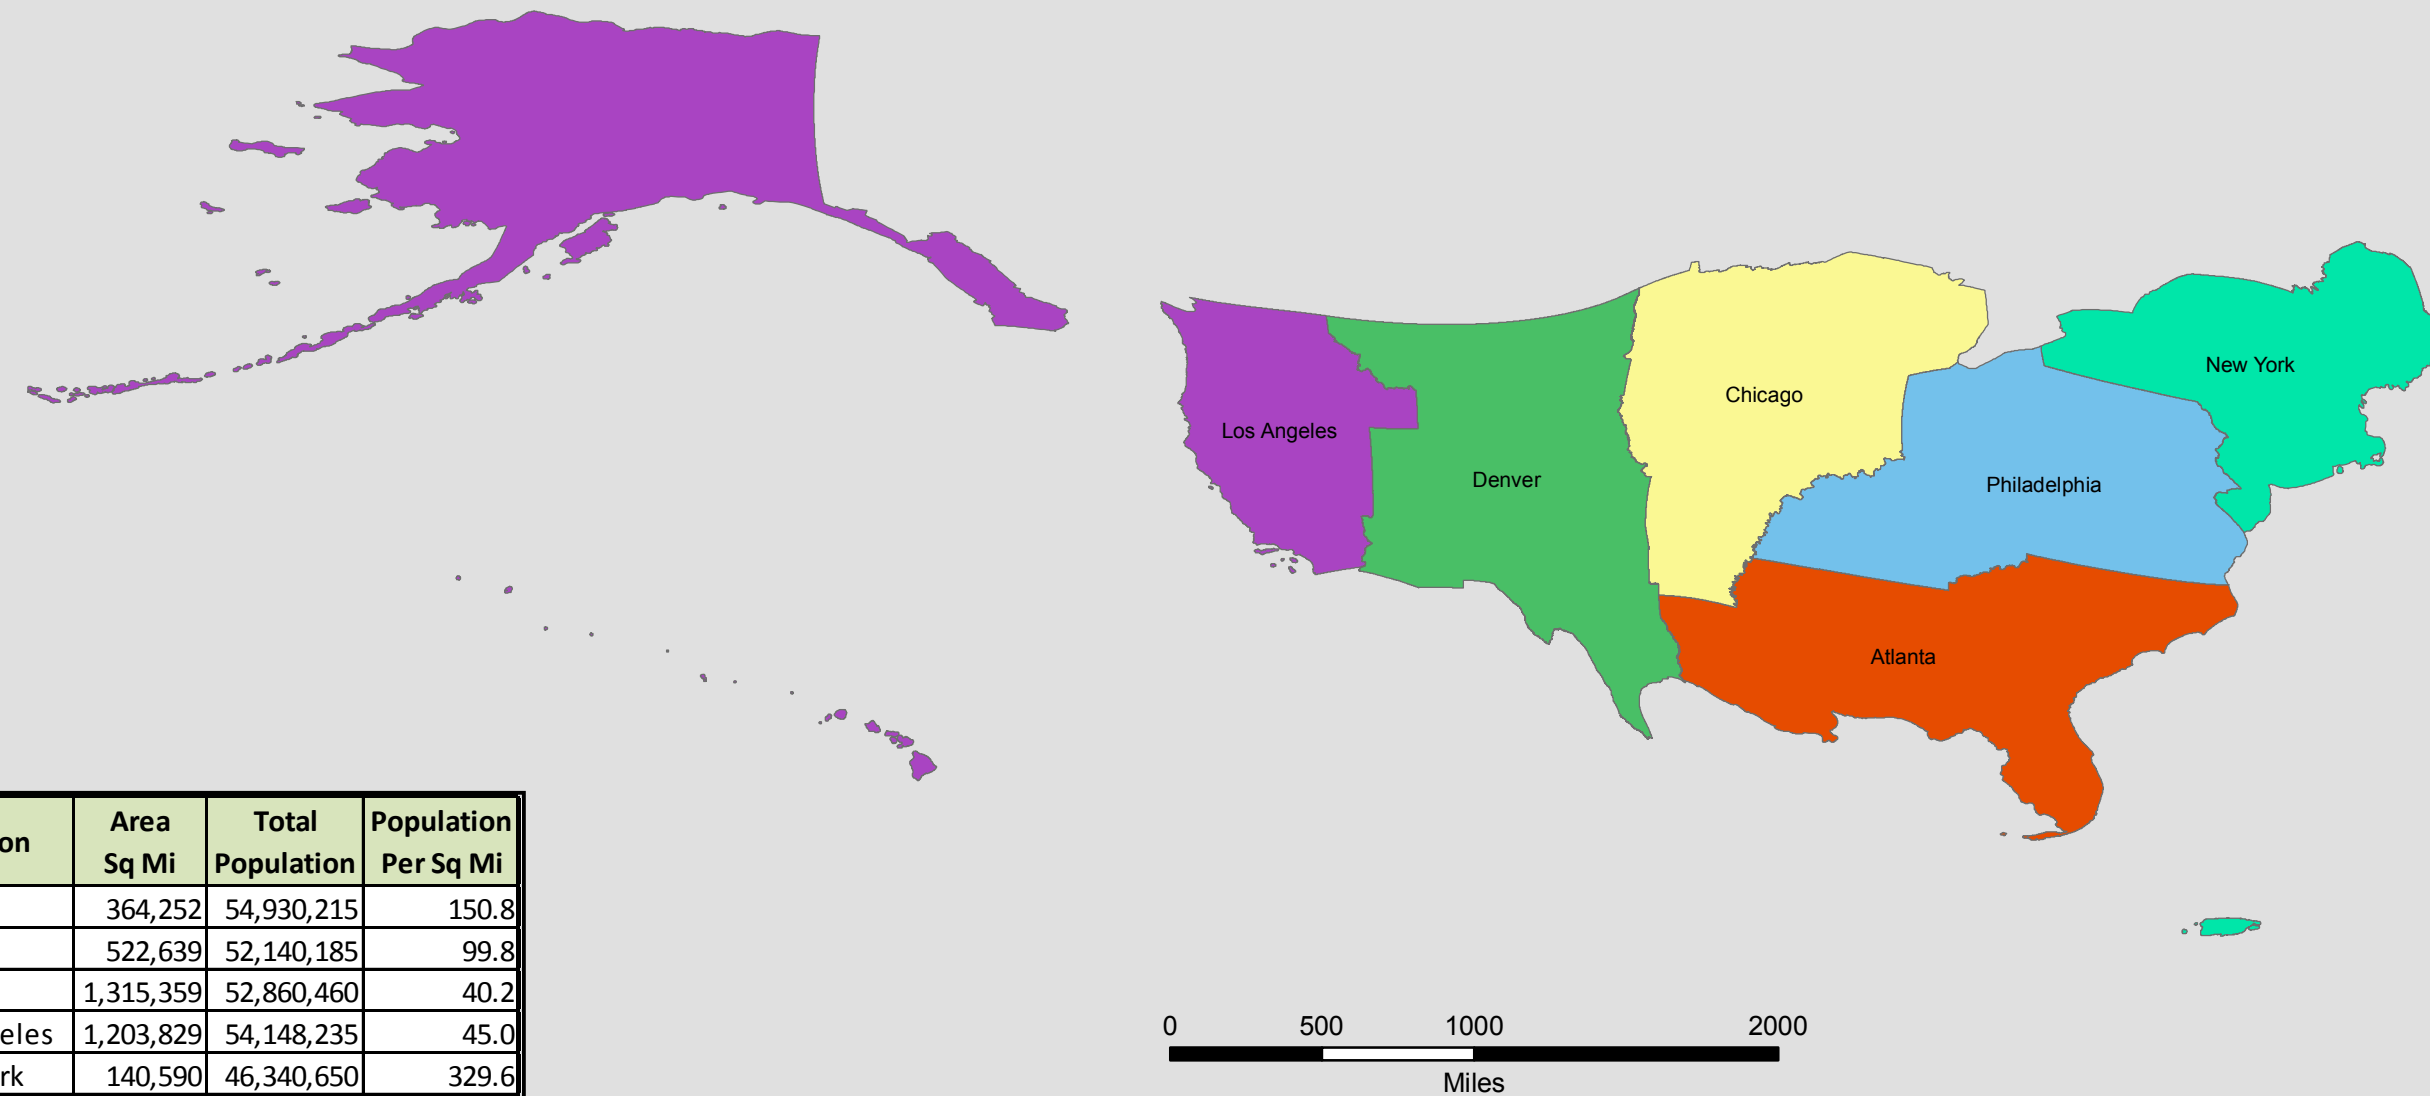 New York
Chicago
Los Angeles
Denver
Philadelphia
Atlanta
on Area Sq Mi Total Population Population Per Sq Mi
364,252 54,930,215 150.8
522,639 52,140,185 99.8
1,315,359 52,860,460 40.2
eles 1,203,829 54,148,235 45.0
rk 140,590 46,340,650 329.6
0 500 1000 2000
Miles